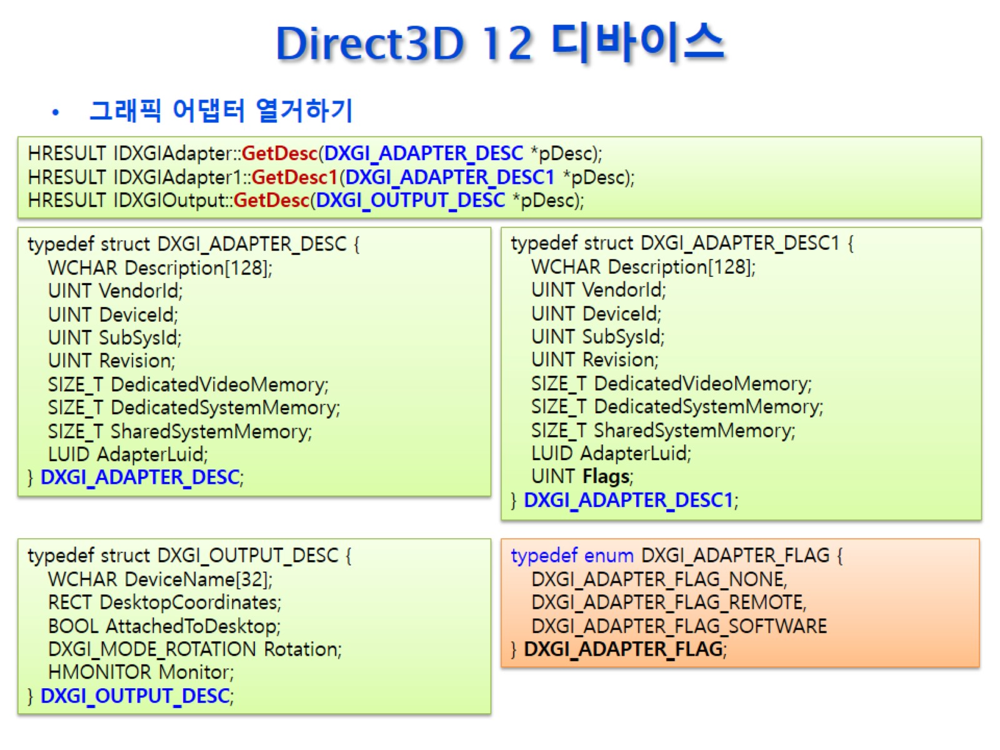 Direct3D 12 디바이스
• 그래픽 어댑터 열거하기
HRESULT IDXGIAdapter::GetDesc(DXGI_ADAPTER_DESC *pDesc);
HRESULT IDXGIAdapter1::GetDesc1(DXGI_ADAPTER_DESC1 *pDesc);
HRESULT IDXGIOutput::GetDesc(DXGI_OUTPUT_DESC *pDesc);
typedef struct DXGI_ADAPTER_DESC {
WCHAR Description[128];
UINT VendorId;
UINT DeviceId;
UINT SubSysId;
UINT Revision;
SIZE_T DedicatedVideoMemory;
SIZE_T DedicatedSystemMemory;
SIZE_T SharedSystemMemory;
LUID AdapterLuid;
} DXGI_ADAPTER_DESC;
typedef struct DXGI_ADAPTER_DESC1 {
WCHAR Description[128];
UINT VendorId;
UINT DeviceId;
UINT SubSysId;
UINT Revision;
SIZE_T DedicatedVideoMemory;
SIZE_T DedicatedSystemMemory;
SIZE_T SharedSystemMemory;
LUID AdapterLuid;
UINT Flags;
} DXGI_ADAPTER_DESC1;
typedef struct DXGI_OUTPUT_DESC {
WCHAR DeviceName[32];
RECT DesktopCoordinates;
BOOL AttachedToDesktop;
DXGI_MODE_ROTATION Rotation;
HMONITOR Monitor;
} DXGI_OUTPUT_DESC;
typedef enum DXGI_ADAPTER_FLAG {
DXGI_ADAPTER_FLAG_NONE,
DXGI_ADAPTER_FLAG_REMOTE,
DXGI_ADAPTER_FLAG_SOFTWARE
} DXGI_ADAPTER_FLAG;